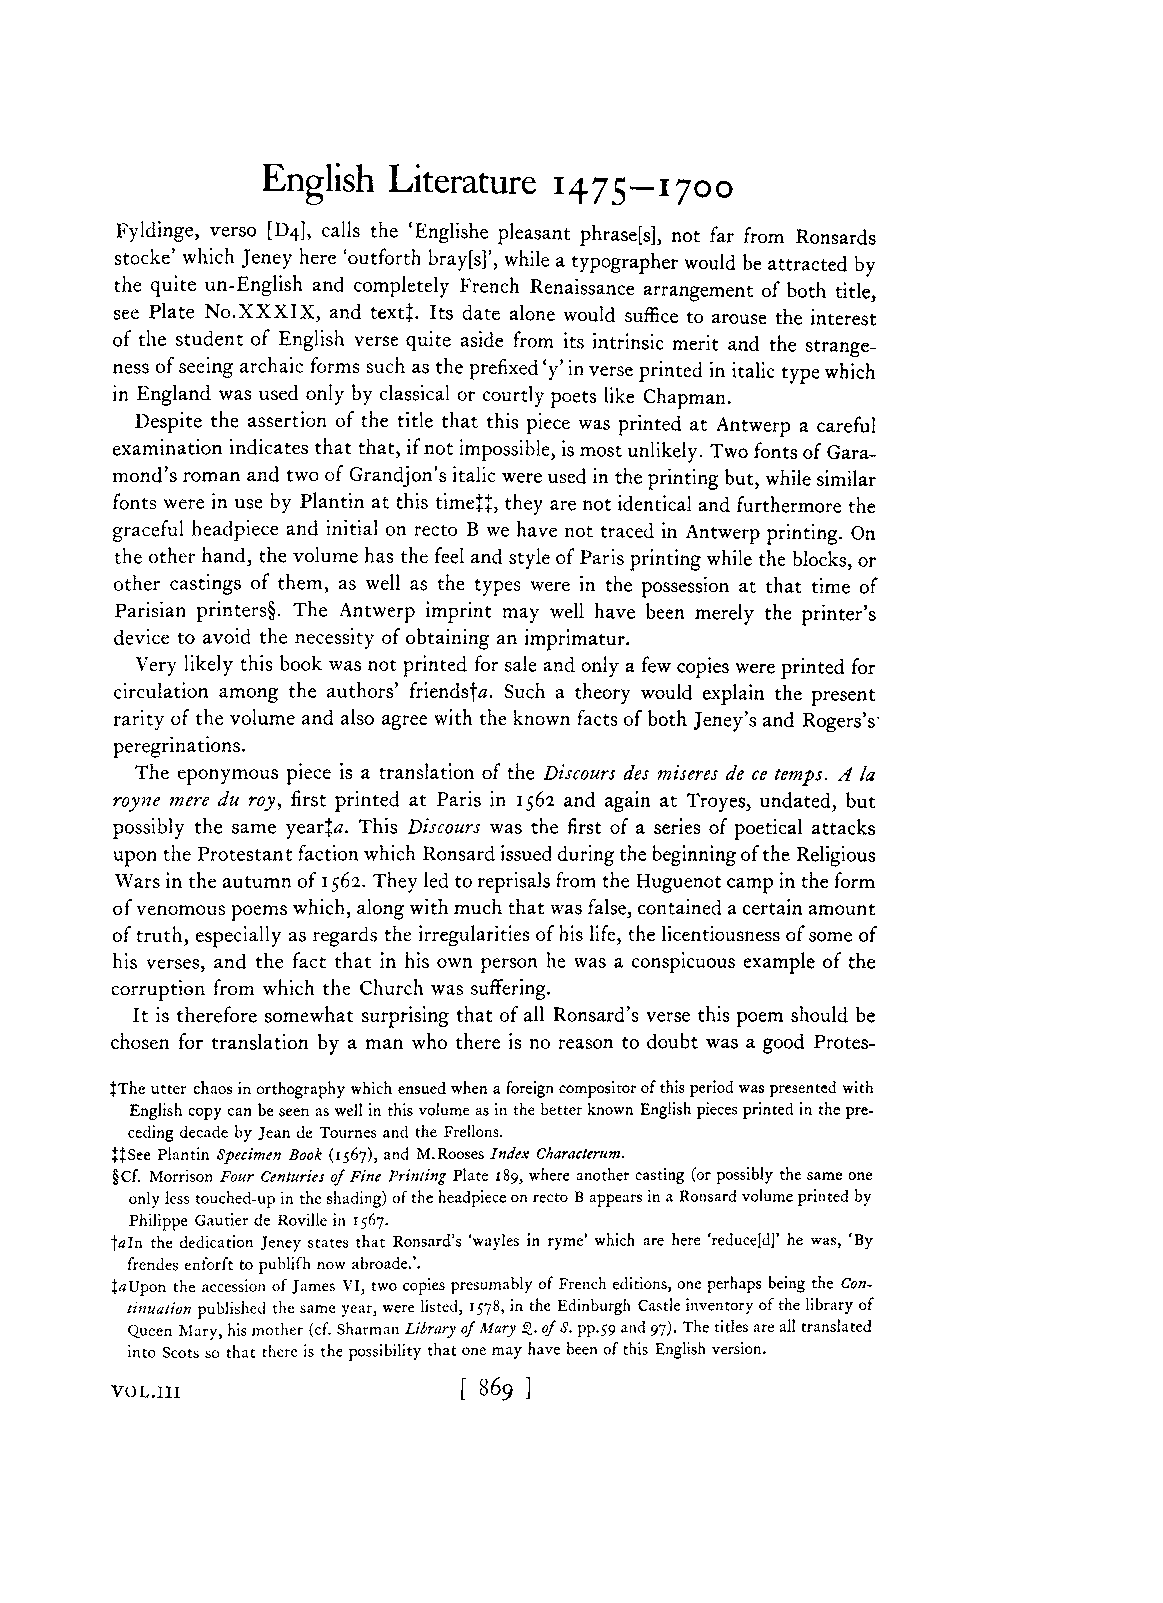 English Literature 1475–1700
Fyldinge, verso [D4], calls the ‘Englishe pleasant phrase[s], not far from Ronsards
stocke’ which Jeney here ‘outforth bray[s]’, while a typographer would be attracted by
the quite un-English and completely French Renaissance arrangement of both title,
see Plate No.XXXIX, and text‡. Its date alone would suffice to arouse the interest
of the student of English verse quite aside from its intrinsic merit and the strange-
ness of seeing archaic forms such as the prefixed ‘y’ in verse printed in italic type which
in England was used only by classical or courtly poets like Chapman.
Despite the assertion of the title that this piece was printed at Antwerp a careful
examination indicates that that, if not impossible, is most unlikely. Two fonts of Gara-
mond’s roman and two of Grandjon’s italic were used in the printing but, while similar
fonts were in use by Plantin at this time‡‡, they are not identical and furthermore the
graceful headpiece and initial on recto B we have not traced in Antwerp printing. On
the other hand, the volume has the feel and style of Paris printing while the blocks, or
other castings of them, as well as the types were in the possession at that time of
Parisian printers§. The Antwerp imprint may well have been merely the printer’s
device to avoid the necessity of obtaining an imprimatur.
Very likely this book was not printed for sale and only a few copies were printed for
circulation among the authors’ friends†a. Such a theory would explain the present
rarity of the volume and also agree with the known facts of both Jeney’s and Rogers’s
peregrinations.
The eponymous piece is a translation of the Discours des miseres de ce temps. A la
royne mere du roy, first printed at Paris in 1562 and again at Troyes, undated, but
possibly the same year‡a. This Discours was the first of a series of poetical attacks
upon the Protestant faction which Ronsard issued during the beginning of the Religious
Wars in the autumn of 1562. They led to reprisals from the Huguenot camp in the form
of venomous poems which, along with much that was false, contained a certain amount
of truth, especially as regards the irregularities of his life, the licentiousness of some of
his verses, and the fact that in his own person he was a conspicuous example of the
corruption from which the Church was suffering.
It is therefore somewhat surprising that of all Ronsard’s verse this poem should be
chosen for translation by a man who there is no reason to doubt was a good Protes-
‡The utter chaos in orthography which ensued when a foreign compositor of this period was presented with
English copy can be seen as well in this volume as in the better known English pieces printed in the pre-
ceding decade by Jean de Tournes and the Frellons.
‡‡See Plantin Specimen Book (1567), and M.Rooses Index Characterum.
§Cf. Morrison Four Centuries of Fine Printing Plate 189, where another casting (or possibly the same one
only less touched-up in the shading) of the headpiece on recto B appears in a Ronsard volume printed by
Philippe Gautier de Roville in 1567.
†aIn the dedication Jeney states that Ronsard’s ‘wayles in ryme’ which are here ‘reduce[d]’ he was, ‘By
frendes enforſt to publiſh now abroade.’.
‡aUpon the accession of James VI, two copies presumably of French editions, one perhaps being the Con-
tinuation published the same year, were listed, 1578, in the Edinburgh Castle inventory of the library of
Queen Mary, his mother (cf. Sharman Library of Mary Q. of S. pp.59 and 97). The titles are all translated
into Scots so that there is the possibility that one may have been of this English version.
VOL.III [ 869 ]